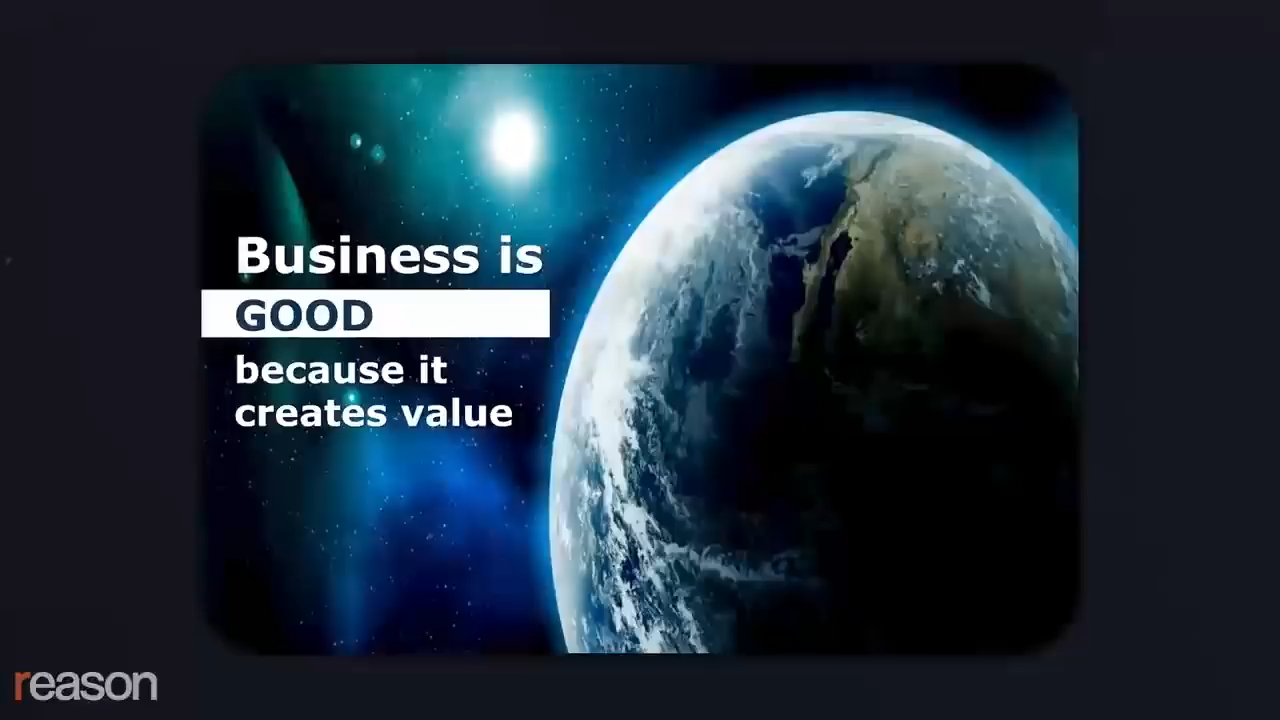 Business is
GOOD
because it
creates value
reason